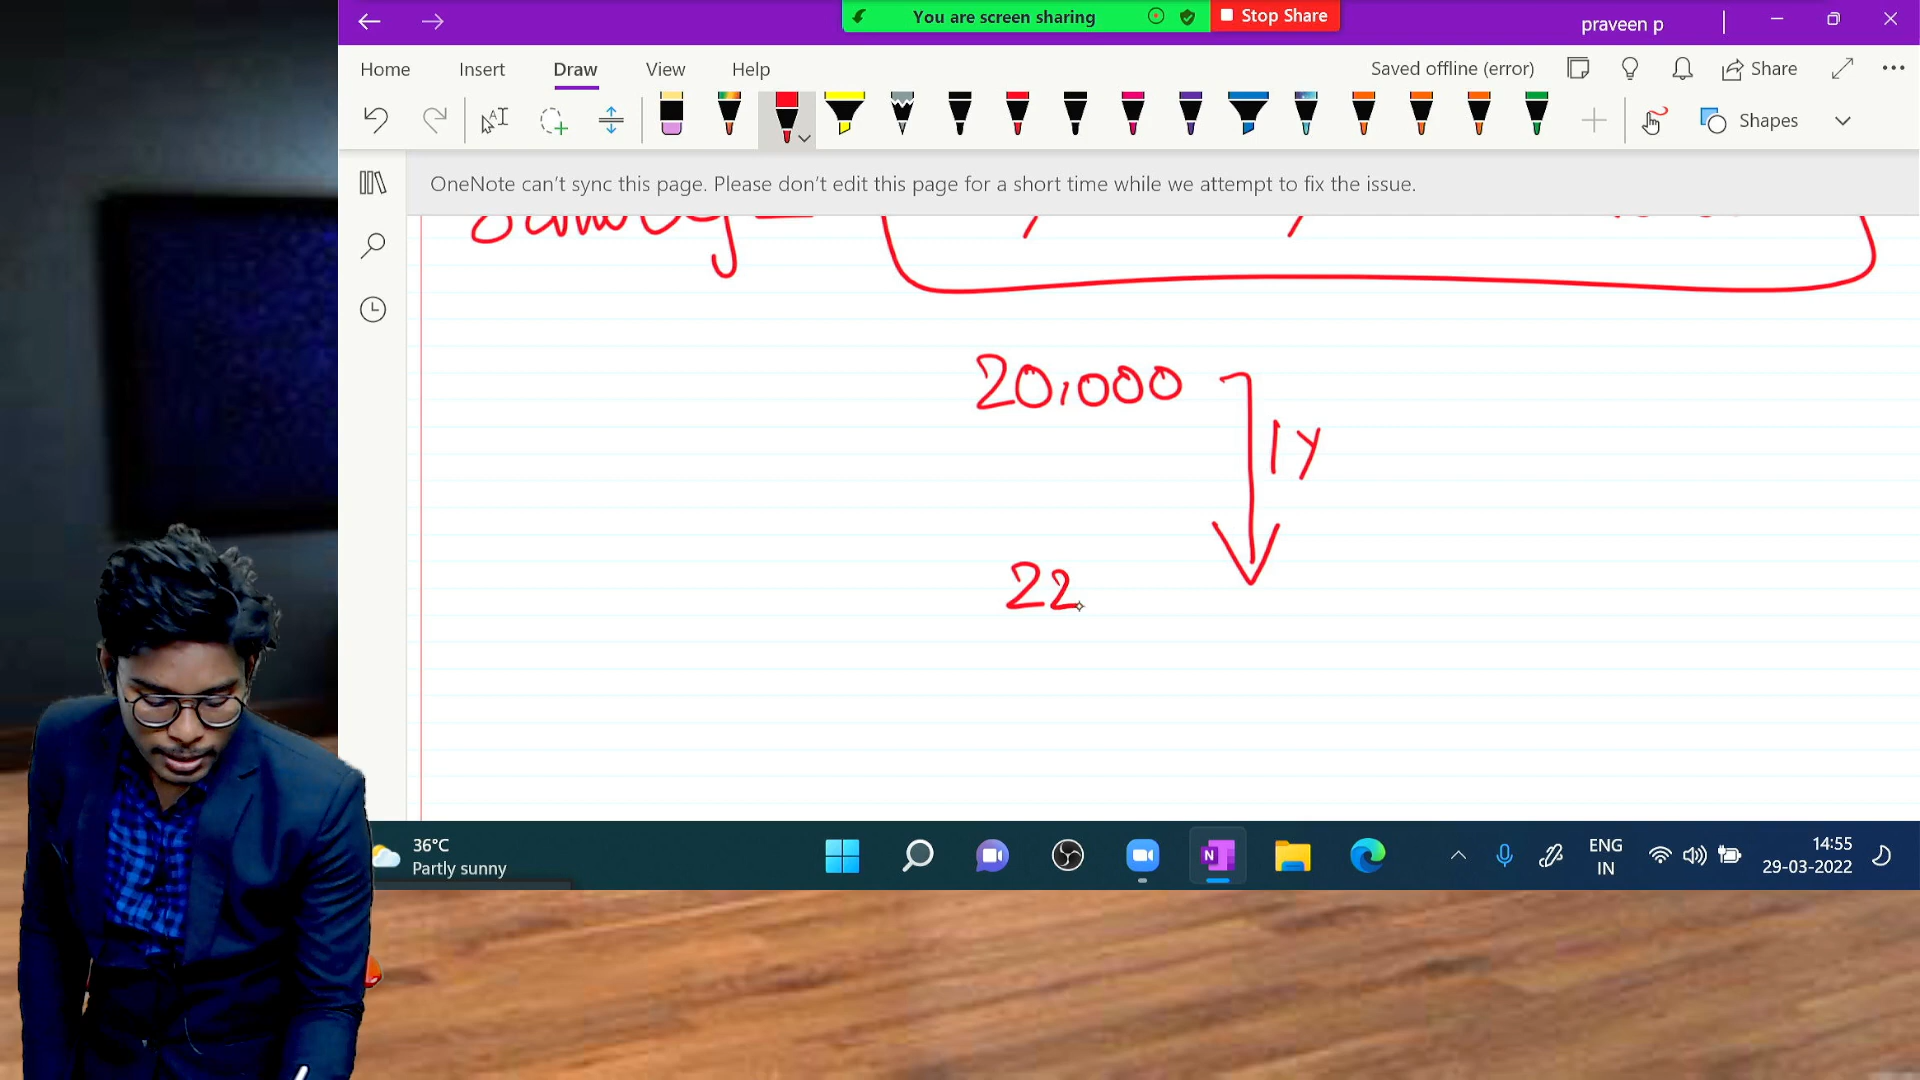 You are screen sharing
Stop Share
praveen p
Home Insert Draw View Help
Saved offline (error)
Share
Shapes
OneNote can't sync this page. Please don't edit this page for a short time while we attempt to fix the issue.
20,000
1y
22
36°C
Partly sunny
ENG
IN
14:55
29-03-2022